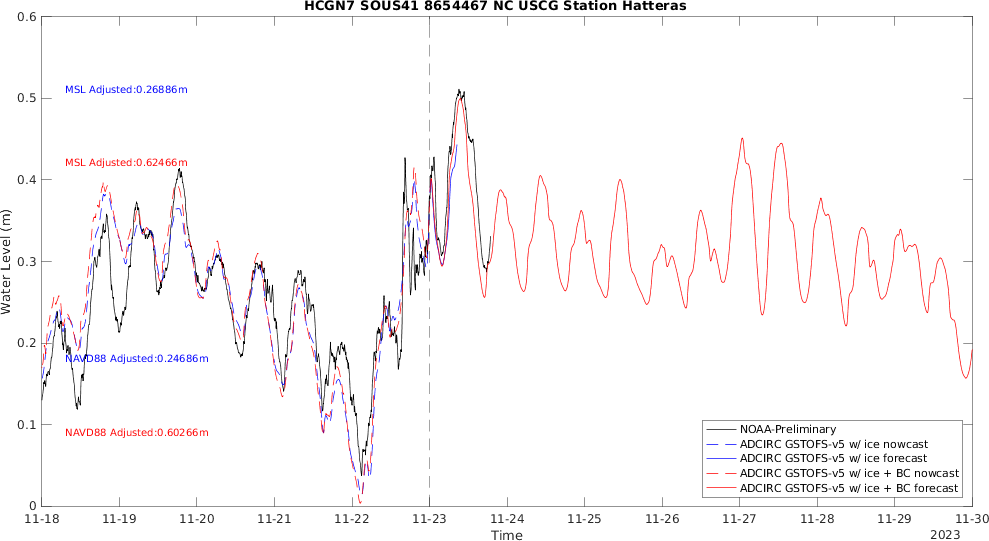 HCGN7 SOUS41 8654467 NC USCG Station Hatteras
0.6
0.5
0.4
0.3
0.2
0.1
0
Water Level (m)
MSL Adjusted:0.26886m
MSL Adjusted:0.62466m
NAVD88 Adjusted:0.24686m
NAVD88 Adjusted:0.60266m
NOAA-Preliminary
ADCIRC GSTOFS-v5 w/ ice nowcast
ADCIRC GSTOFS-v5 w/ ice forecast
ADCIRC GSTOFS-v5 w/ ice + BC nowcast
ADCIRC GSTOFS-v5 w/ ice + BC forecast
11-18 11-19 11-20 11-21 11-22 11-23 11-24 11-25 11-26 11-27 11-28 11-29 11-30
Time
2023